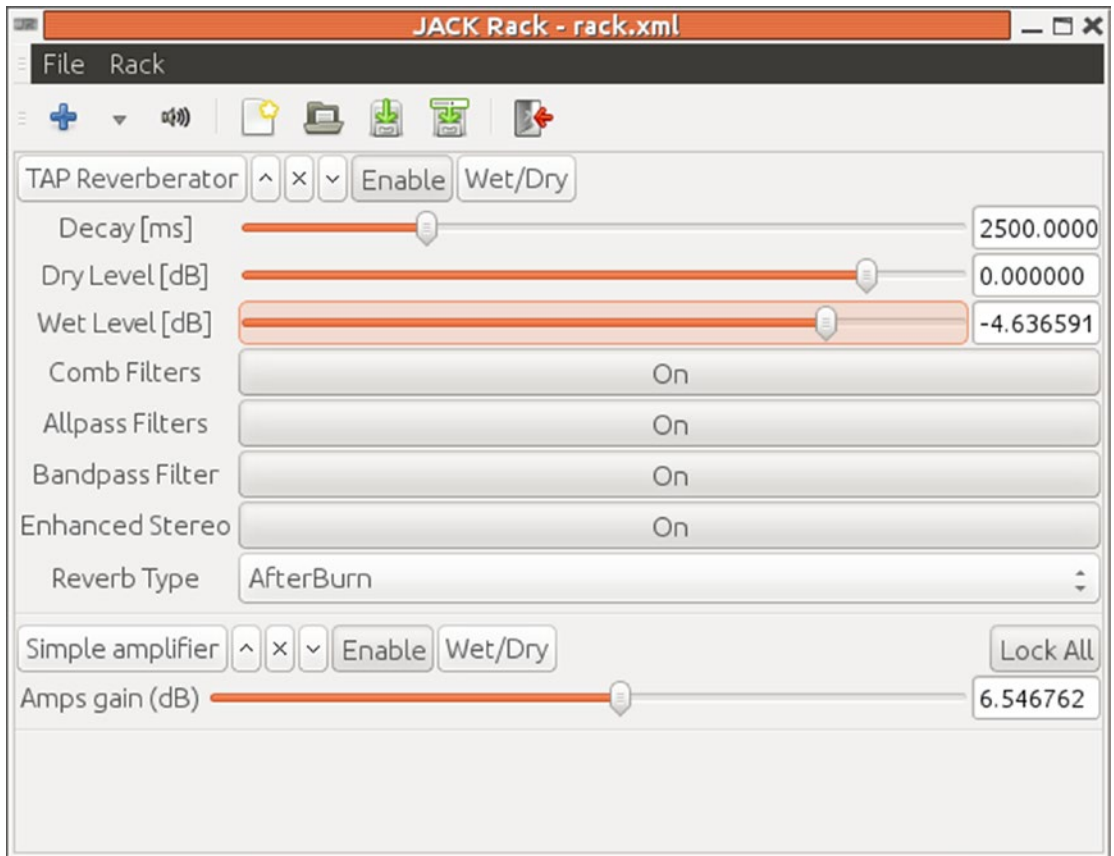 JACK Rack - rack.xml
File Rack
TAP Reverberator Enable Wet/Dry
Decay [ms] 2500.0000
Dry Level [dB] 0.000000
Wet Level [dB] -4.636591
Comb Filters On
Allpass Filters On
Bandpass Filter On
Enhanced Stereo On
Reverb Type AfterBurn
Simple amplifier Enable Wet/Dry Lock All
Amps gain (dB) 6.546762